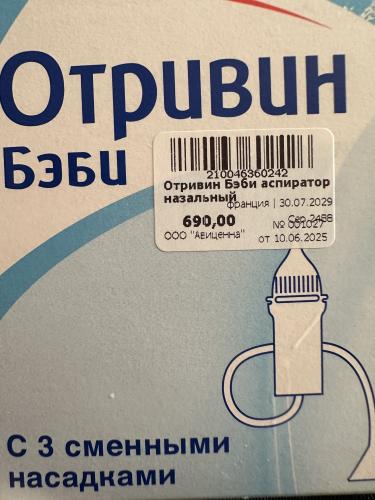 Отривин
Бэби
210046360242
Отривин Бэби аспиратор
назальный
франция | 30.07.2029
690,00
Сер.2488
№ 001027
ООО "Авиценна"
от 10.06.2025
С 3 сменными
насадками